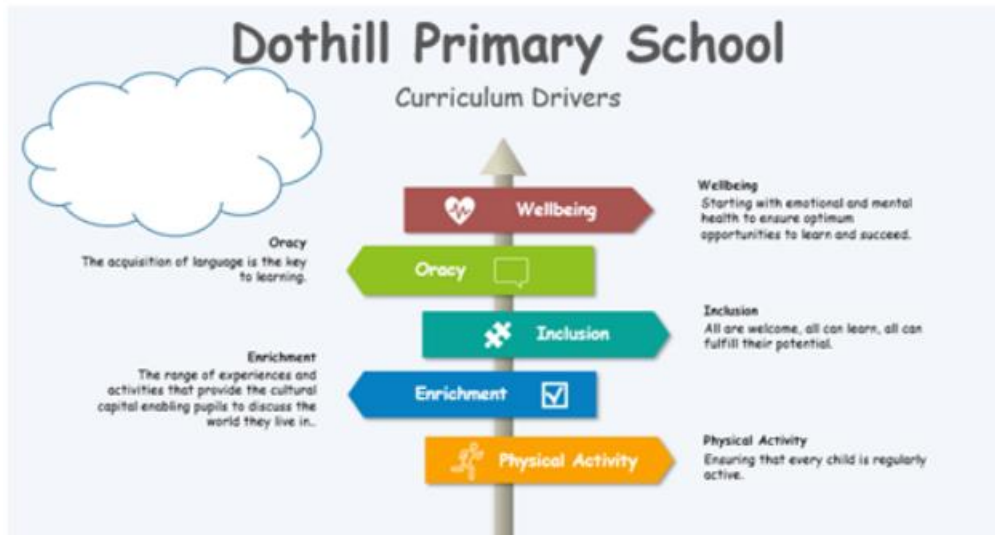 Dothill Primary School
Curriculum Drivers
Wellbeing
Wellbeing
Starting with emotional and mental
health to ensure optimum
opportunities to learn and succeed.
Oracy
The acquisition of language is the key
to learning.
Oracy
Inclusion
Inclusion
All are welcome, all can learn, all can
fulfill their potential.
Enrichment
The range of experiences and
activities that provide the cultural
capital enabling pupils to discuss the
world they live in..
Enrichment
Physical Activity
Physical Activity
Ensuring that every child is regularly
active.